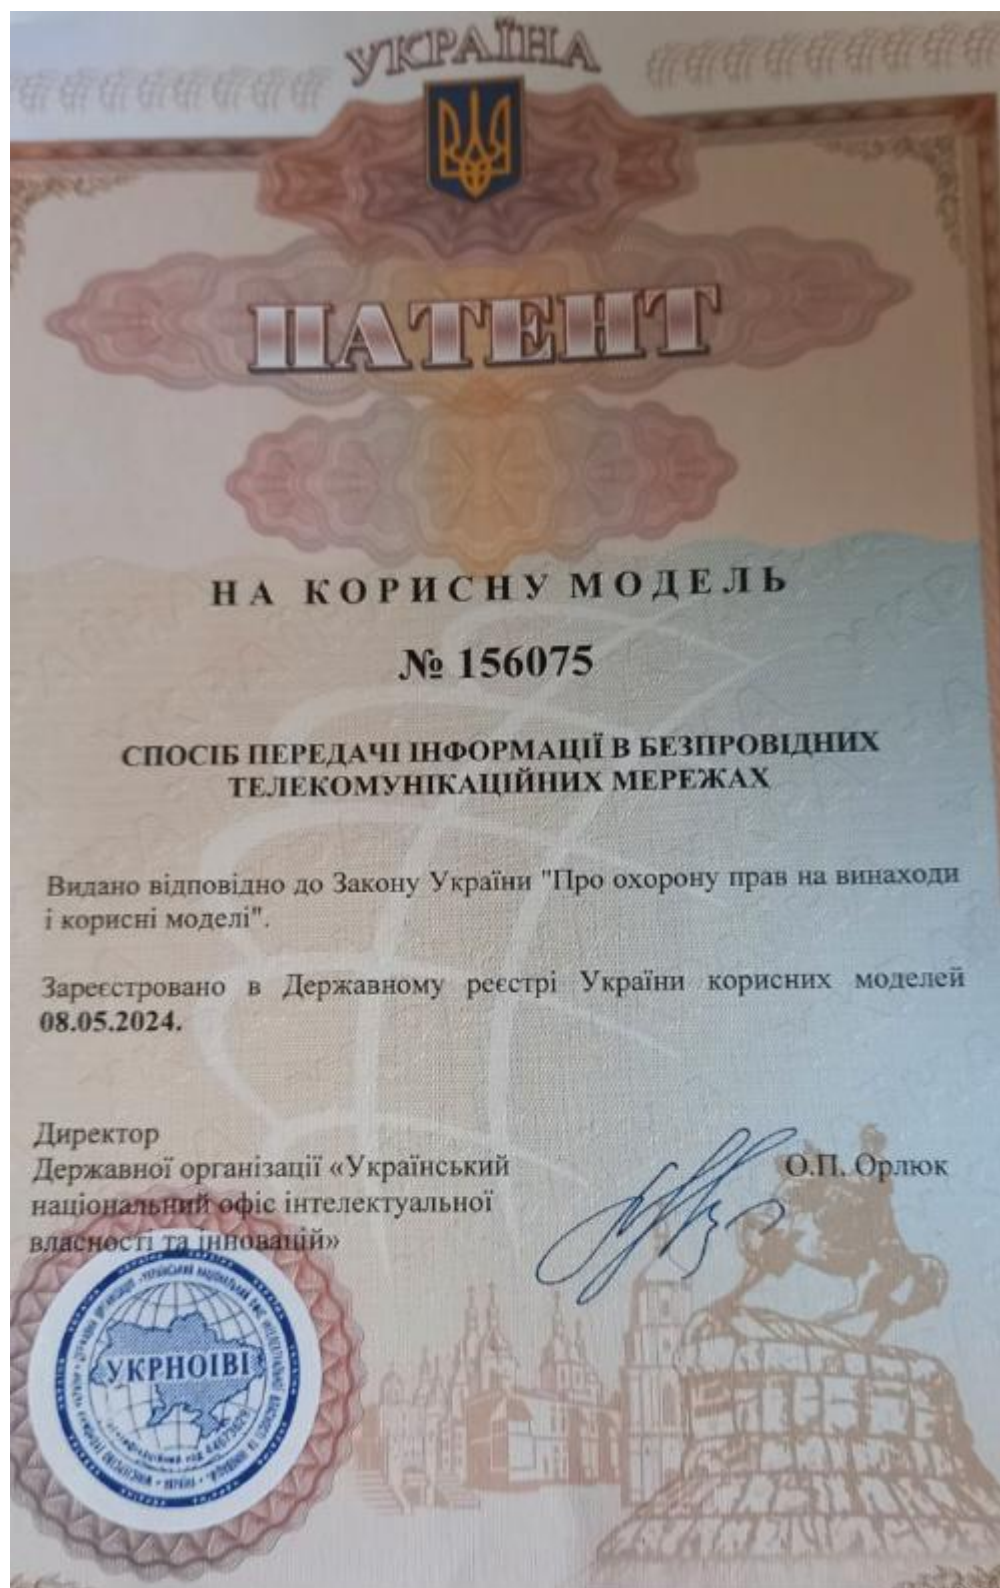 УКРАЇНА
ПАТЕНТ
НА КОРИСНУ МОДЕЛЬ
№ 156075
СПОСІБ ПЕРЕДАЧІ ІНФОРМАЦІЇ В БЕЗПРОВІДНИХ
ТЕЛЕКОМУНІКАЦІЙНИХ МЕРЕЖАХ
Видано відповідно до Закону України "Про охорону прав на винаходи
і корисні моделі".
Зареєстровано в Державному реєстрі України корисних моделей
08.05.2024.
Директор
Державної організації «Український
національний офіс інтелектуальної
власності та інновацій»
О.П. Орлюк
УКРНОІВІ